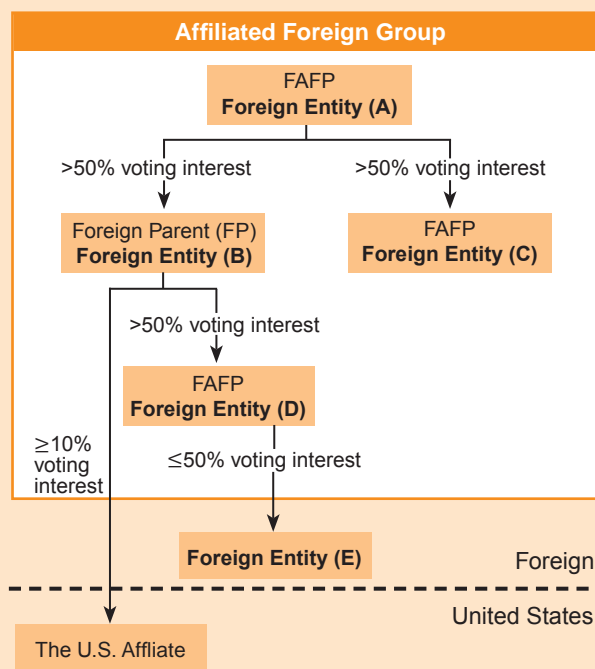 Affiliated Foreign Group
FAFP
Foreign Entity (A)
>50% voting interest
>50% voting interest
Foreign Parent (FP)
Foreign Entity (B)
FAFP
Foreign Entity (C)
>50% voting interest
FAFP
Foreign Entity (D)
≥10%
voting
interest
≤50% voting interest
Foreign Entity (E)
Foreign
United States
The U.S. Affliate